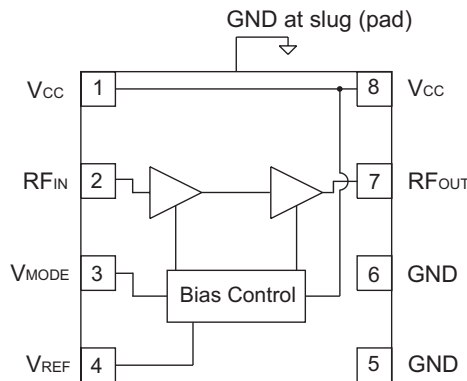 GND at slug (pad)
VCC 1 8 VCC
RFIN 2 7 RFOUT
VMODE 3 6 GND
Bias Control
VREF 4 5 GND